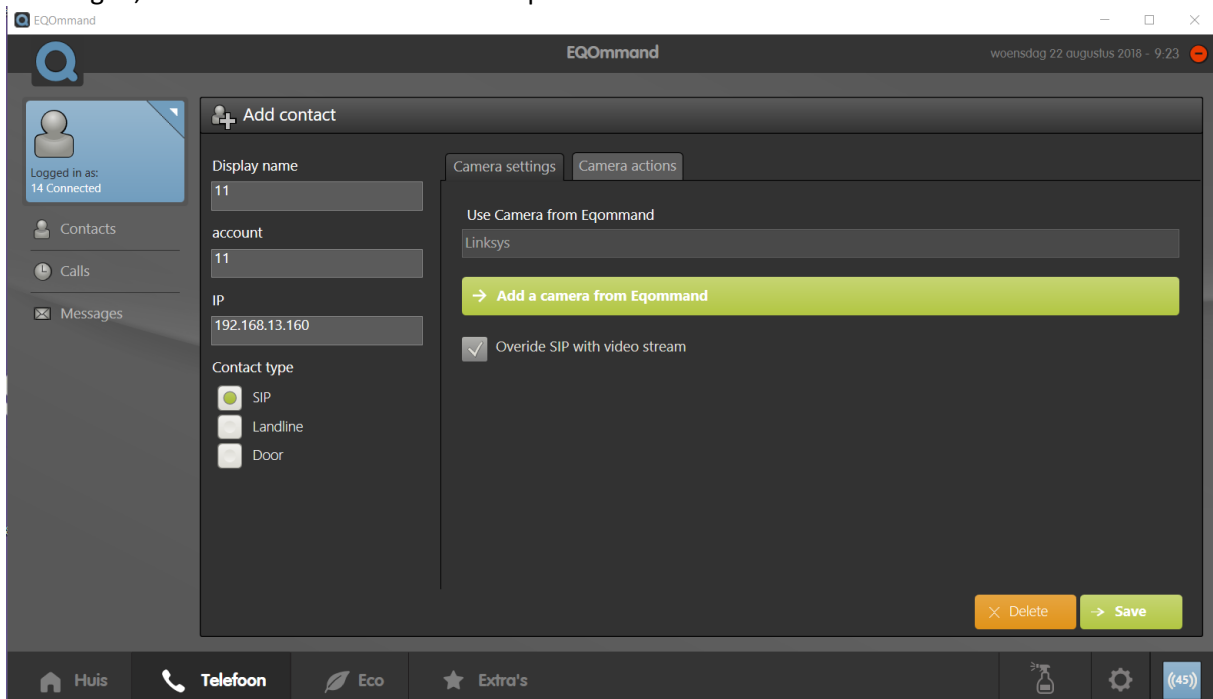 EQOmmand
EQOmmand
woensdag 22 augustus 2018 - 9:23
Logged in as:
14 Connected
Contacts
Calls
Messages
Add contact
Display name
11
account
11
IP
192.168.13.160
Contact type
SIP
Landline
Door
Camera settings
Camera actions
Use Camera from Eqommand
Linksys
Add a camera from Eqommand
Overide SIP with video stream
Delete
Save
Huis
Telefoon
Eco
Extra's
((45))